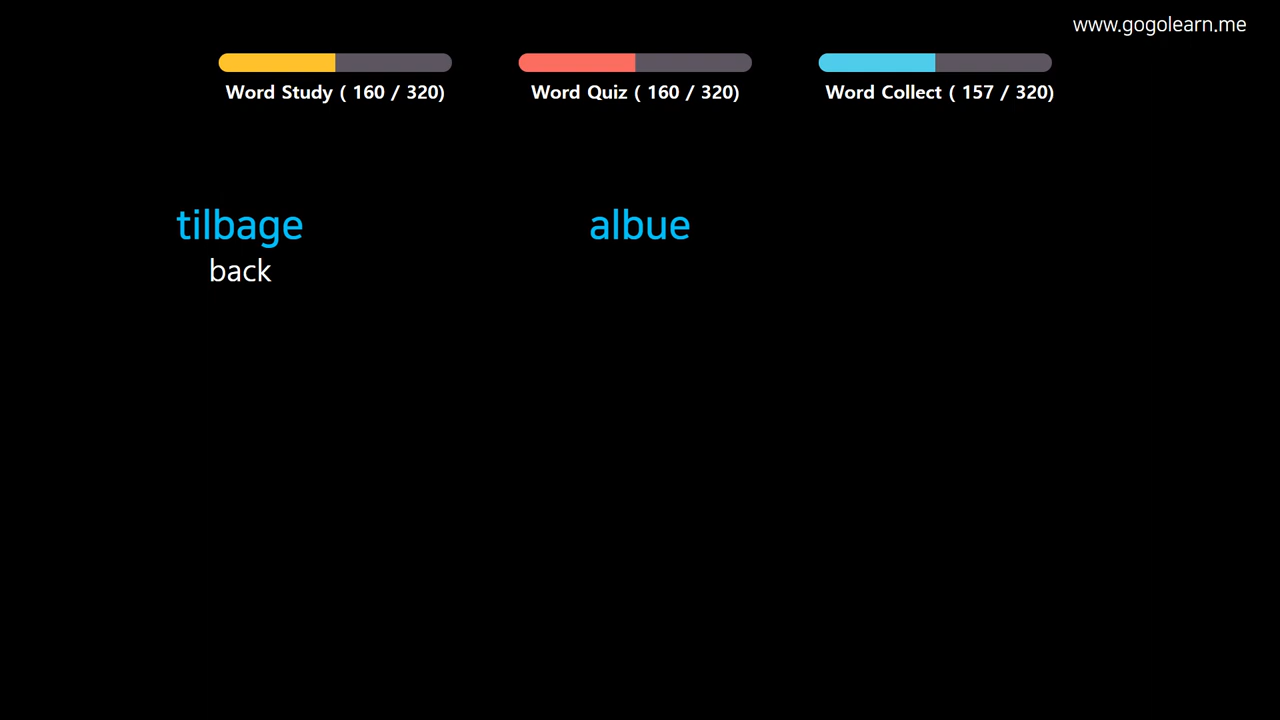 www.gogolearn.me
Word Study ( 160 / 320)
Word Quiz ( 160 / 320)
Word Collect ( 157 / 320)
tilbage
albue
back